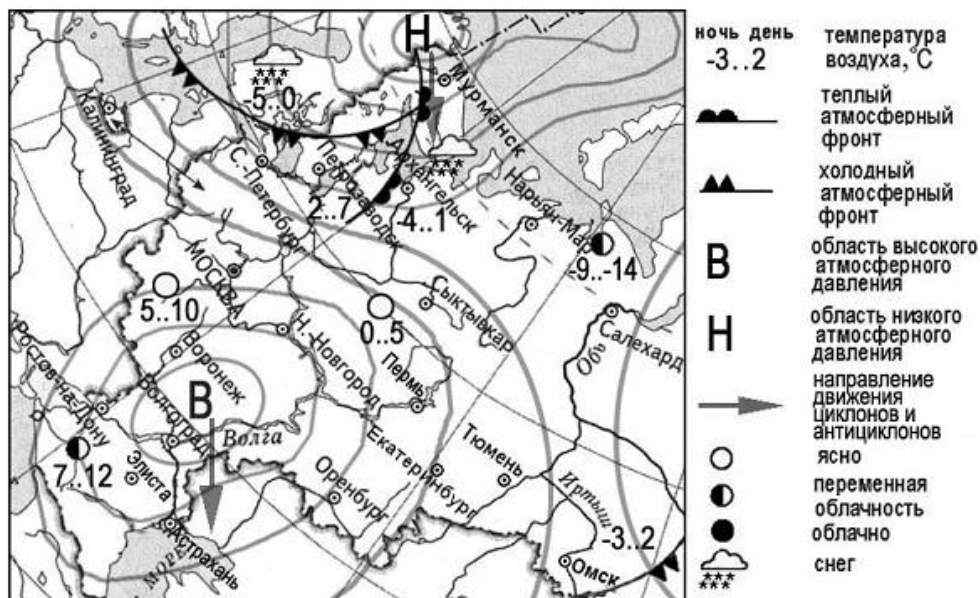 Н
-5..0
Мурманск
Калининград
С.-Петербург
Петрозаводск
2..7
Архангельск
-4..1
Нарьян-Мар
-9..-14
МОСКВА
5..10
0..5
Сыктывкар
Салехард
Обь
Н.-Новгород
Пермь
Воронеж
В
Ростов-на-Дону
Волгоград
Волга
Екатеринбург
Тюмень
7..12
Элиста
Оренбург
Иртыш
-3..2
Астрахань
МОРЕ
Омск
ночь день
-3..2
температура
воздуха,°C
теплый
атмосферный
фронт
холодный
атмосферный
фронт
В
область высокого
атмосферного
давления
Н
область низкого
атмосферного
давления
направление
движения
циклонов и
антициклонов
ясно
переменная
облачность
облачно
снег